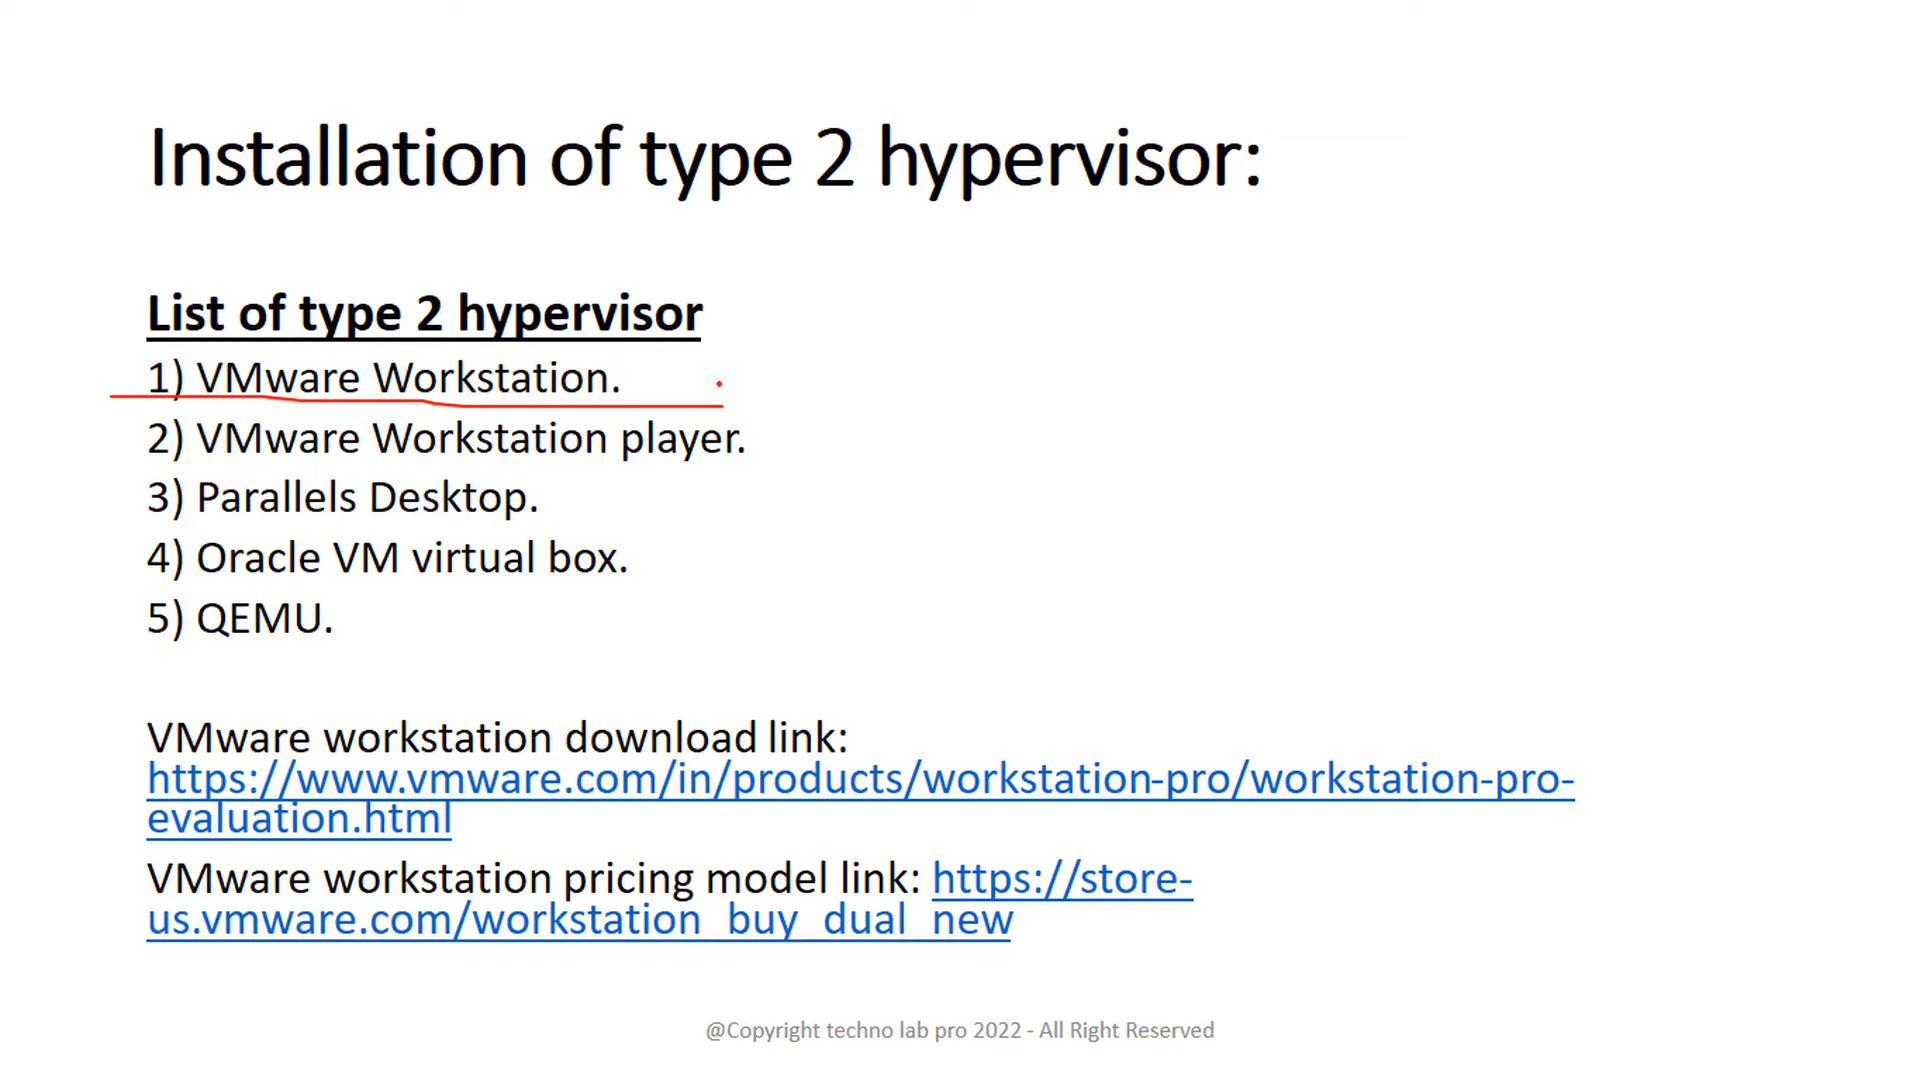 Installation of type 2 hypervisor:
List of type 2 hypervisor
1) VMware Workstation.
2) VMware Workstation player.
3) Parallels Desktop.
4) Oracle VM virtual box.
5) QEMU.
VMware workstation download link:
https://www.vmware.com/in/products/workstation-pro/workstation-pro-
evaluation.html
VMware workstation pricing model link: https://store-
us.vmware.com/workstation_buy_dual_new
@Copyright techno lab pro 2022 - All Right Reserved